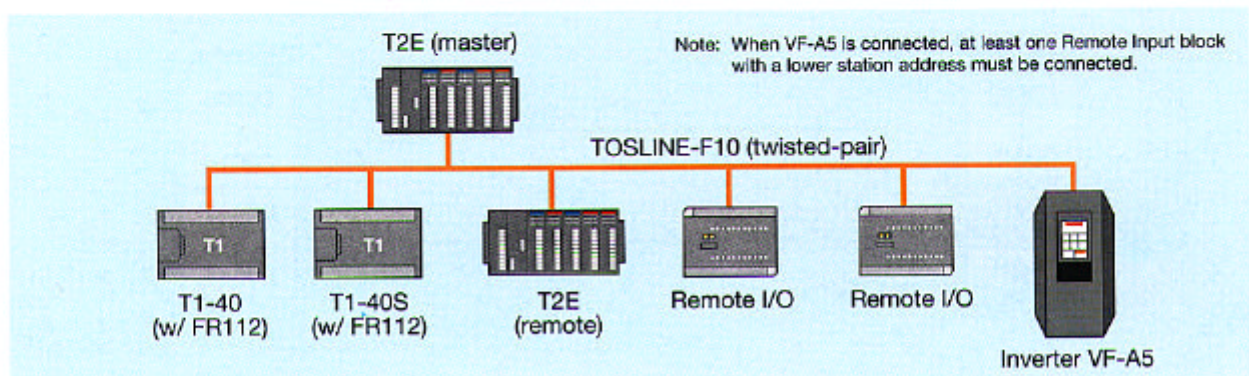 T2E (master)
Note: When VF-A5 is connected, at least one Remote Input block
with a lower station address must be connected.
TOSLINE-F10 (twisted-pair)
T1
T1
T1-40
(w/ FR112)
T1-40S
(w/ FR112)
T2E
(remote)
Remote I/O
Remote I/O
Inverter VF-A5